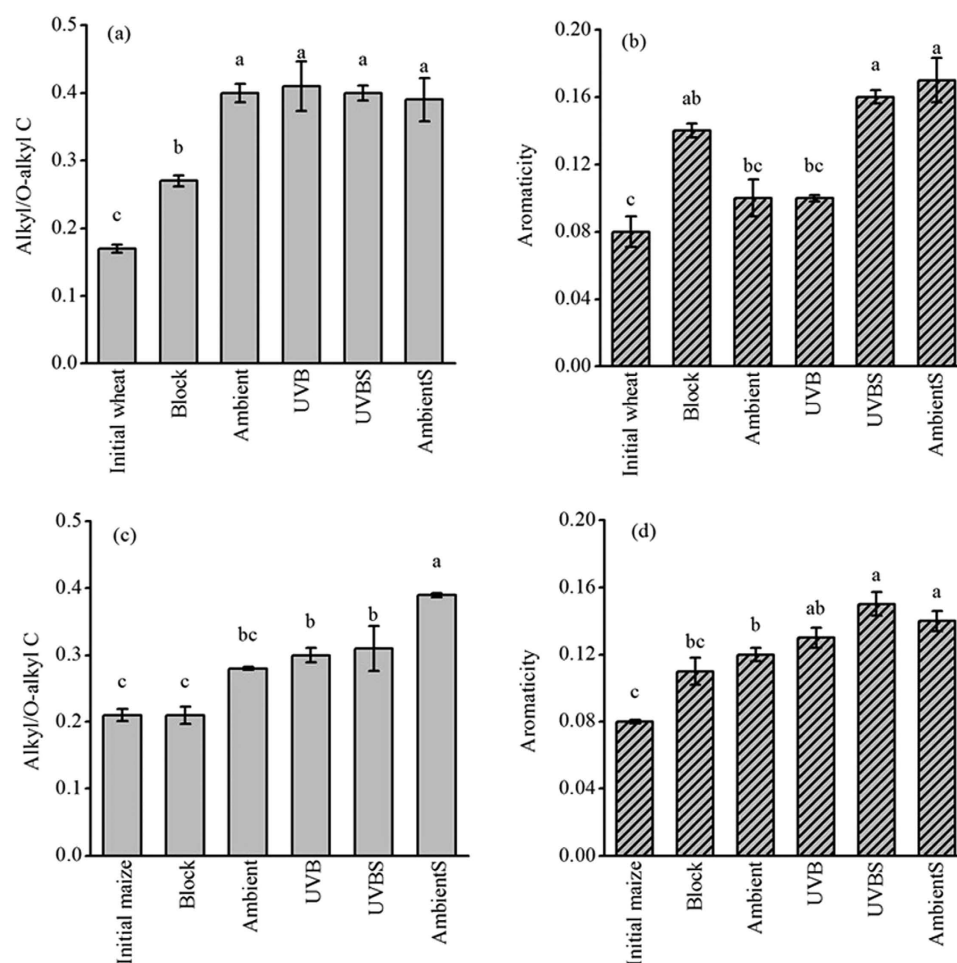 (a)
Alkyl/O-alkyl C
0.5
0.4
0.3
0.2
0.1
0.0
c
b
a
a
a
a
Initial wheat
Block
Ambient
UVB
UVBS
AmbientS
(b)
Aromaticity
0.20
0.16
0.12
0.08
0.04
0.00
c
ab
bc
bc
a
a
Initial wheat
Block
Ambient
UVB
UVBS
AmbientS
(c)
Alkyl/O-alkyl C
0.5
0.4
0.3
0.2
0.1
0.0
c
c
bc
b
b
a
Initial maize
Block
Ambient
UVB
UVBS
AmbientS
(d)
Aromaticity
0.20
0.16
0.12
0.08
0.04
0.00
c
bc
b
ab
a
a
Initial maize
Block
Ambient
UVB
UVBS
AmbientS